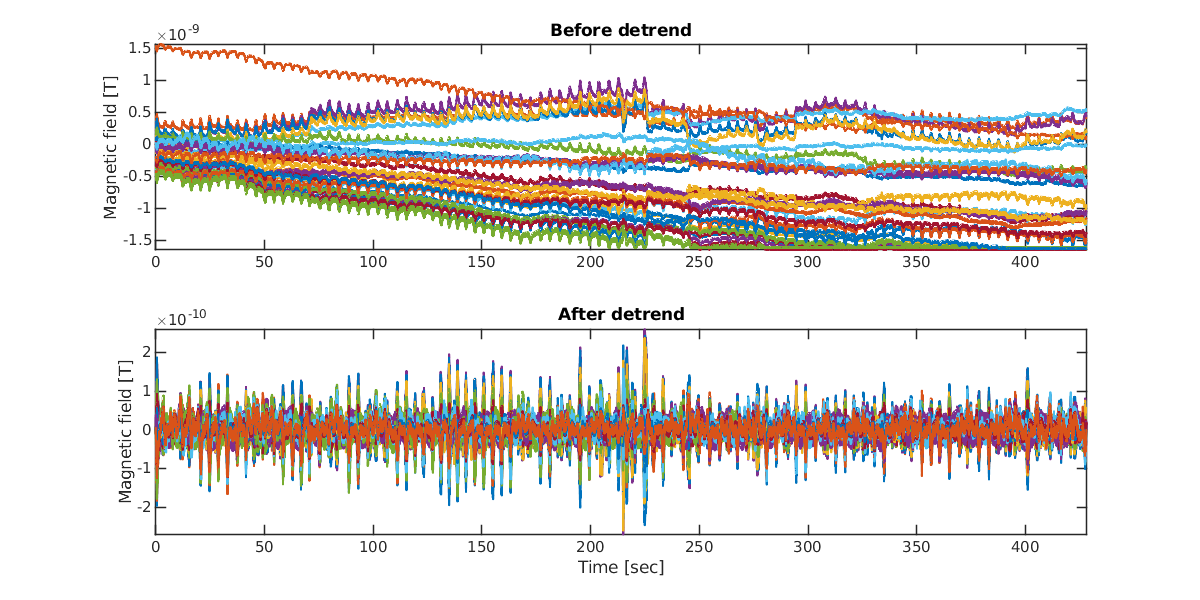 Before detrend
×10-9
Magnetic field [T]
1.5
1
0.5
0
-0.5
-1
-1.5
0 50 100 150 200 250 300 350 400
After detrend
×10-10
Magnetic field [T]
2
1
0
-1
-2
0 50 100 150 200 250 300 350 400
Time [sec]